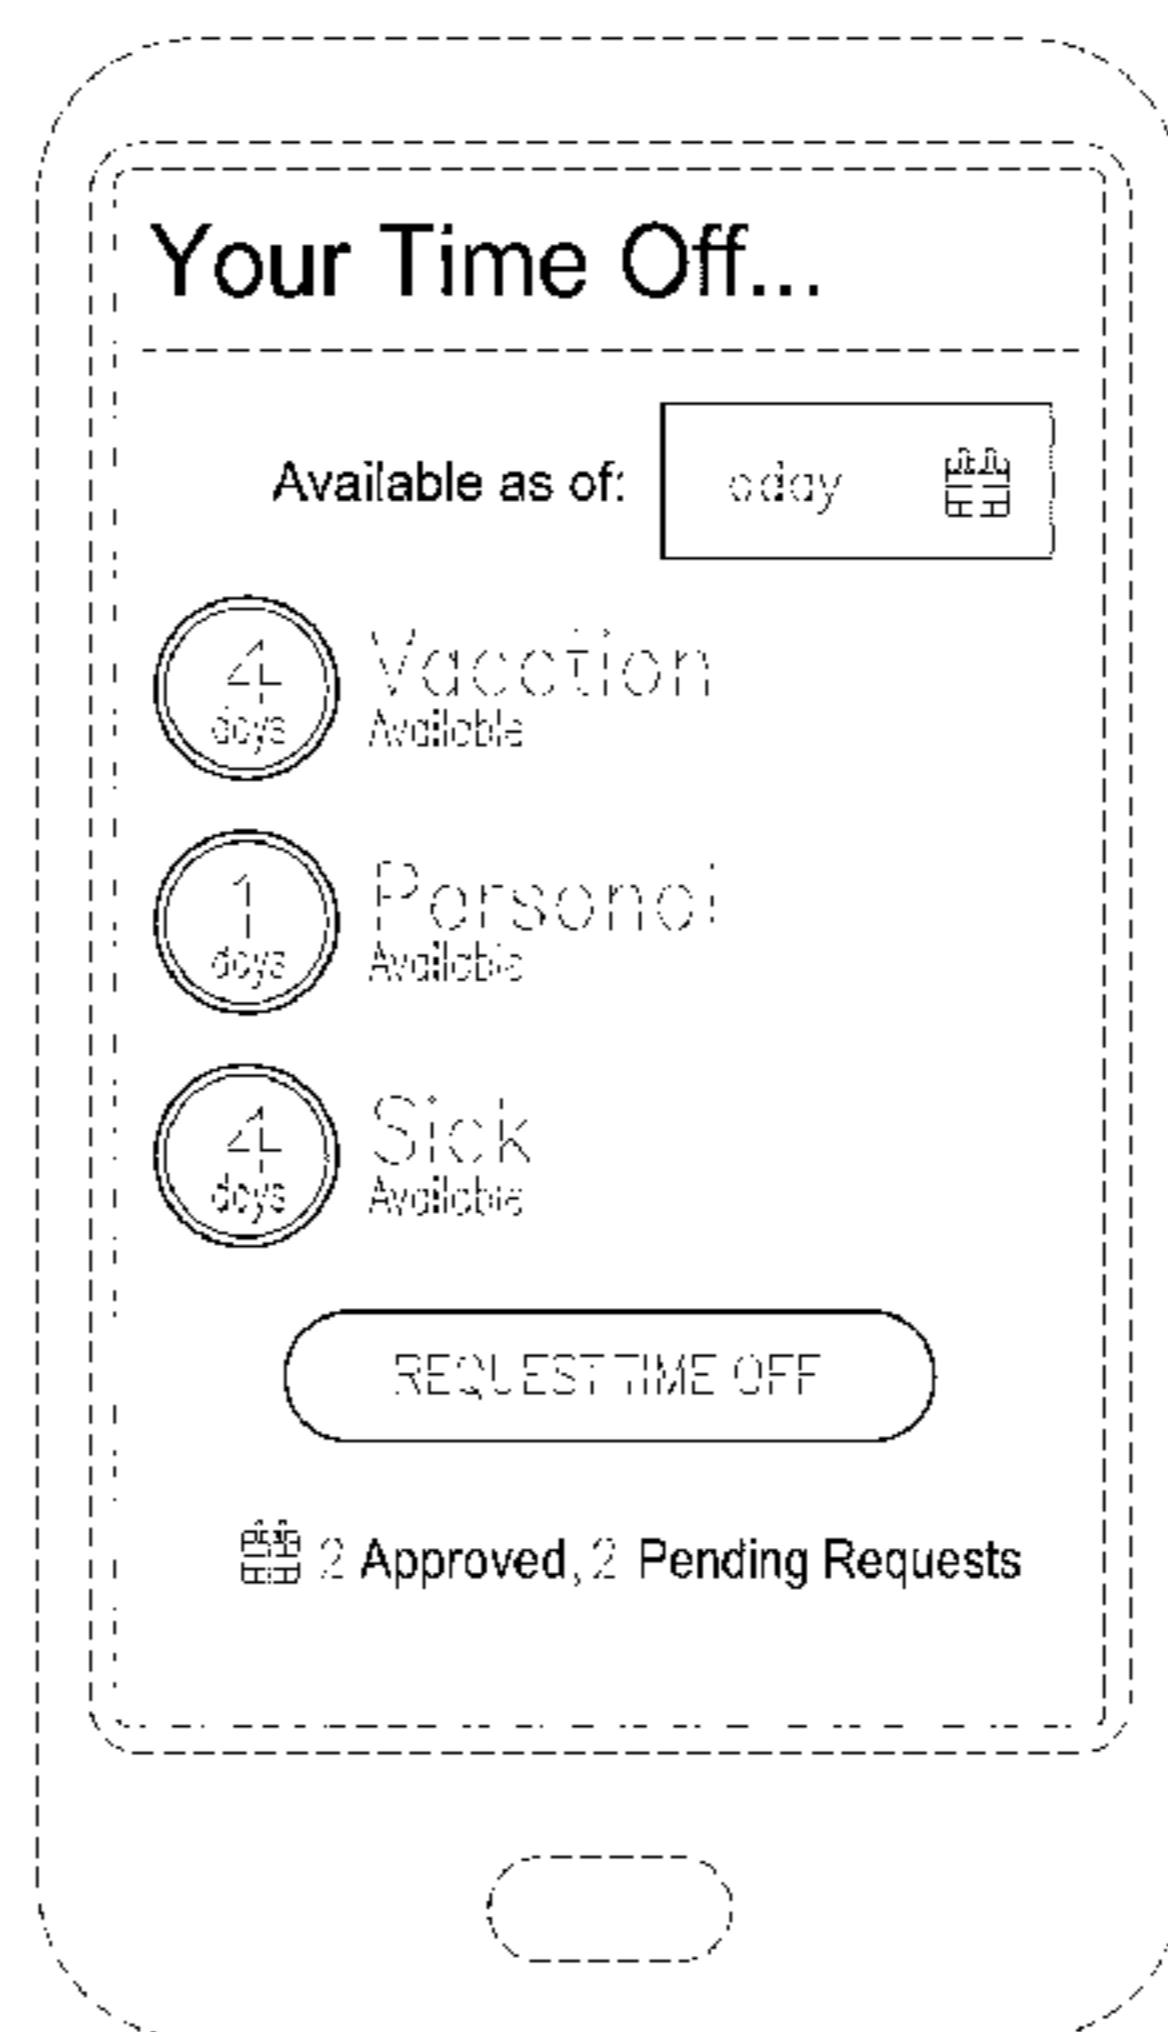 Your Time Off...
Available as of: Today
4 days
Vacation
Available
1 days
Personal
Available
4 days
Sick
Available
REQUEST TIME OFF
2 Approved, 2 Pending Requests